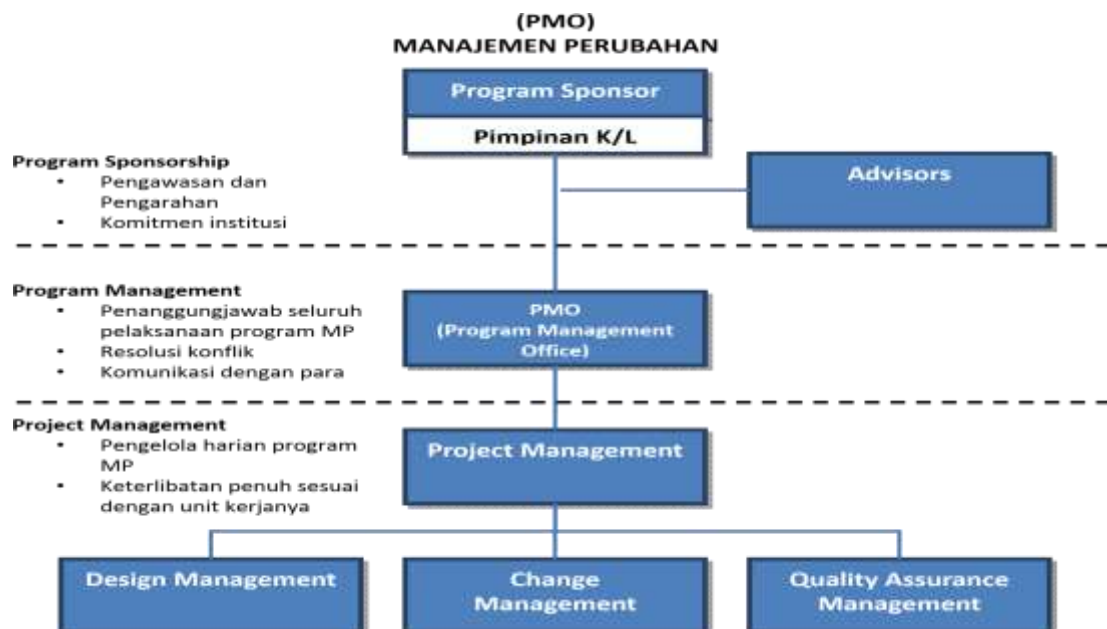 (PMO)
MANAJEMEN PERUBAHAN
Program Sponsor
Pimpinan K/L
Program Sponsorship
• Pengawasan dan
Pengarahan
• Komitmen institusi
Advisors
Program Management
• Penanggungjawab seluruh
pelaksanaan program MP
• Resolusi konflik
• Komunikasi dengan para
PMO
(Program Management
Office)
Project Management
• Pengelola harian program
MP
• Keterlibatan penuh sesuai
dengan unit kerjanya
Project Management
Design Management
Change
Management
Quality Assurance
Management